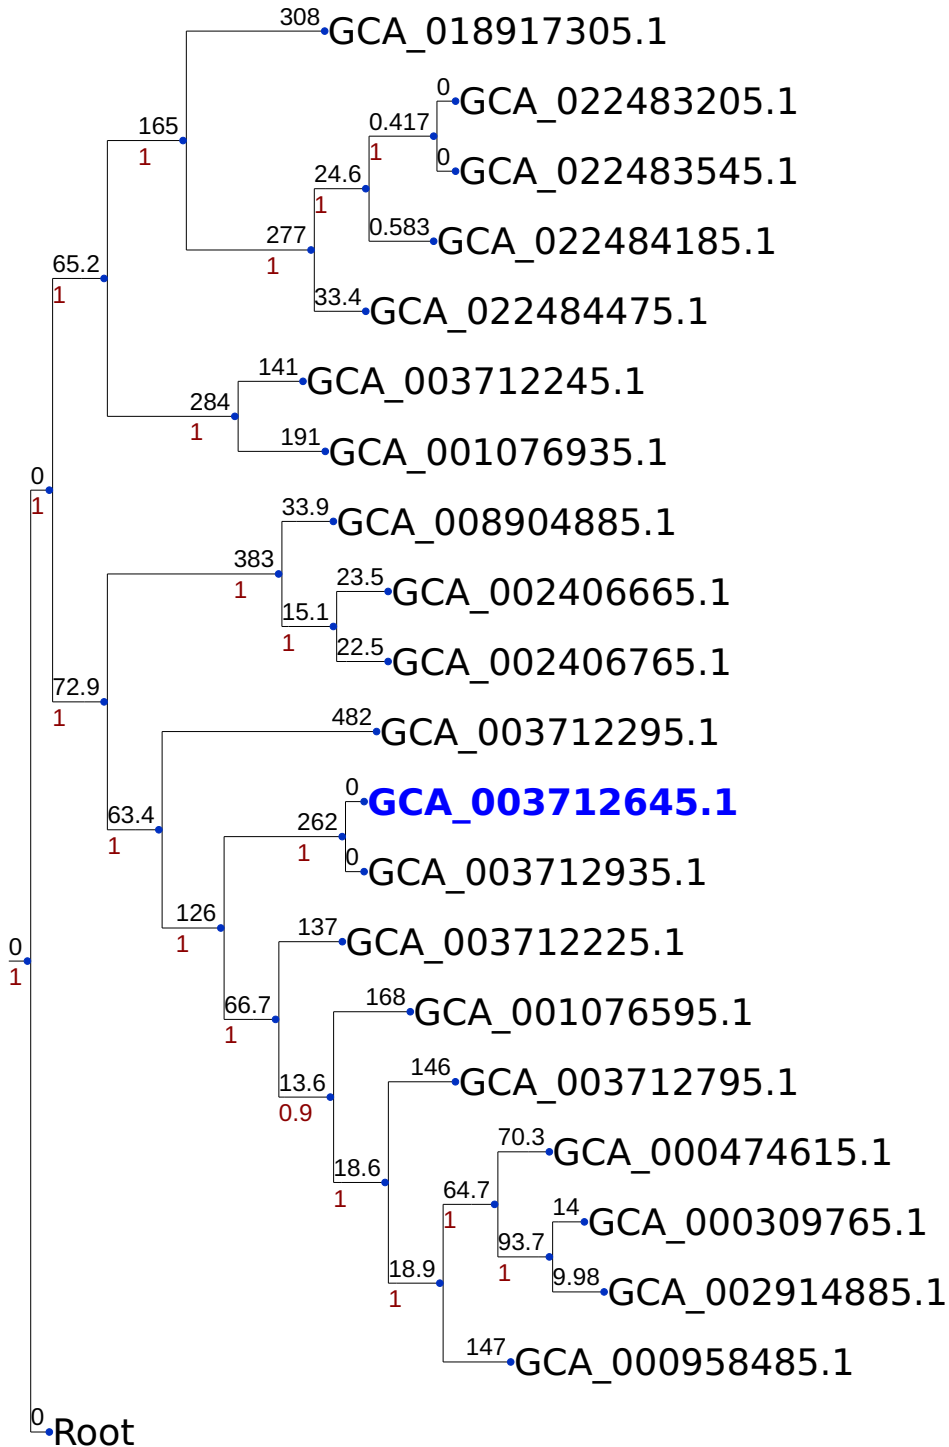 308
GCA_018917305.1
0
GCA_022483205.1
165
0.417
1
1
0
GCA_022483545.1
24.6
1
277
0.583
GCA_022484185.1
1
65.2
33.4
GCA_022484475.1
1
141
GCA_003712245.1
284
1
191
GCA_001076935.1
0
1
33.9
GCA_008904885.1
383
1
23.5
GCA_002406665.1
15.1
1
22.5
GCA_002406765.1
72.9
1
482
GCA_003712295.1
0
GCA_003712645.1
63.4
1
262
1
0
GCA_003712935.1
126
1
137
GCA_003712225.1
0
1
66.7
1
168
GCA_001076595.1
13.6
0.9
146
GCA_003712795.1
70.3
GCA_000474615.1
18.6
1
64.7
1
14
GCA_000309765.1
93.7
1
18.9
1
9.98
GCA_002914885.1
147
GCA_000958485.1
0
Root